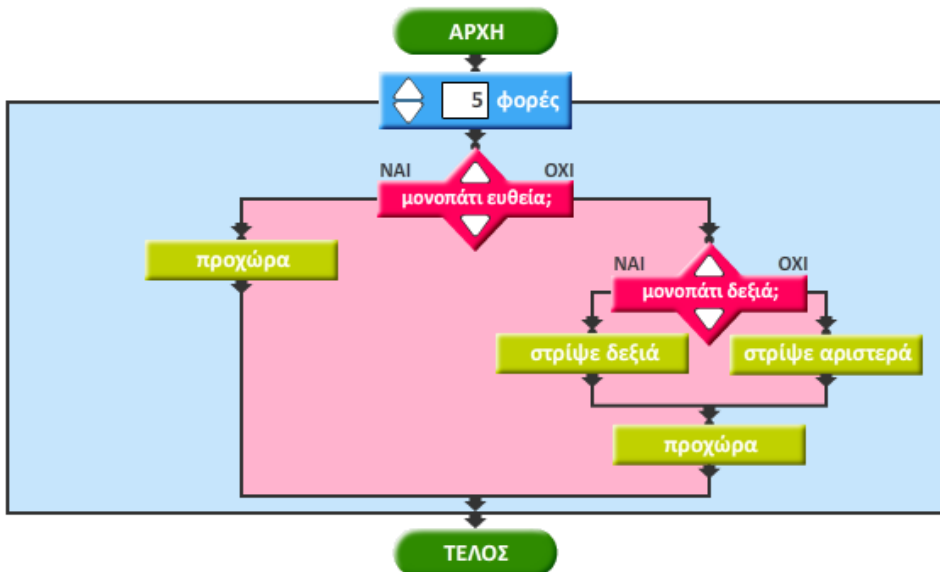 ΑΡΧΗ
5 φορές
ΝΑΙ ΟΧΙ
μονοπάτι ευθεία;
προχώρα
ΝΑΙ ΟΧΙ
μονοπάτι δεξιά;
στρίψε δεξιά στρίψε αριστερά
προχώρα
ΤΕΛΟΣ